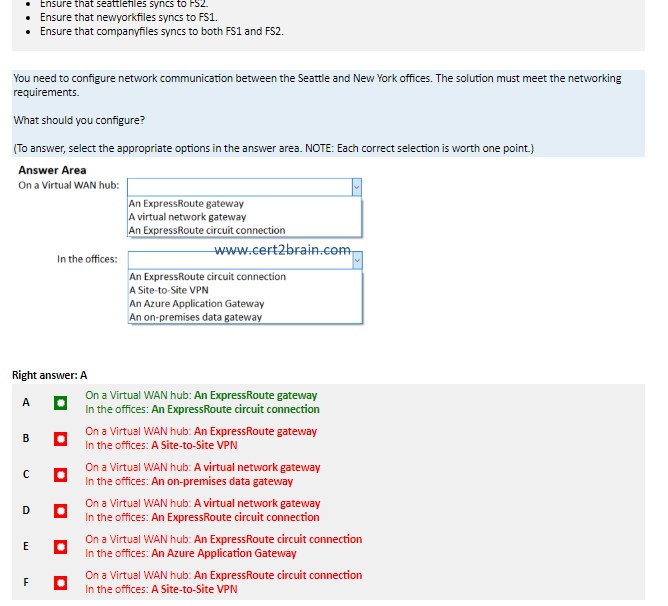 Ensure that seattlefiles syncs to FS2.
Ensure that newyorkfiles syncs to FS1.
Ensure that companyfiles syncs to both FS1 and FS2.
You need to configure network communication between the Seattle and New York offices. The solution must meet the networking
requirements.
What should you configure?
(To answer, select the appropriate options in the answer area. NOTE: Each correct selection is worth one point.)
Answer Area
On a Virtual WAN hub:
An ExpressRoute gateway
A virtual network gateway
An ExpressRoute circuit connection
www.cert2brain.com
In the offices:
An ExpressRoute circuit connection
A Site-to-Site VPN
An Azure Application Gateway
An on-premises data gateway
Right answer: A
A
On a Virtual WAN hub: An ExpressRoute gateway
In the offices: An ExpressRoute circuit connection
B
On a Virtual WAN hub: An ExpressRoute gateway
In the offices: A Site-to-Site VPN
C
On a Virtual WAN hub: A virtual network gateway
In the offices: An on-premises data gateway
D
On a Virtual WAN hub: A virtual network gateway
In the offices: An ExpressRoute circuit connection
E
On a Virtual WAN hub: An ExpressRoute circuit connection
In the offices: An Azure Application Gateway
F
On a Virtual WAN hub: An ExpressRoute circuit connection
In the offices: A Site-to-Site VPN